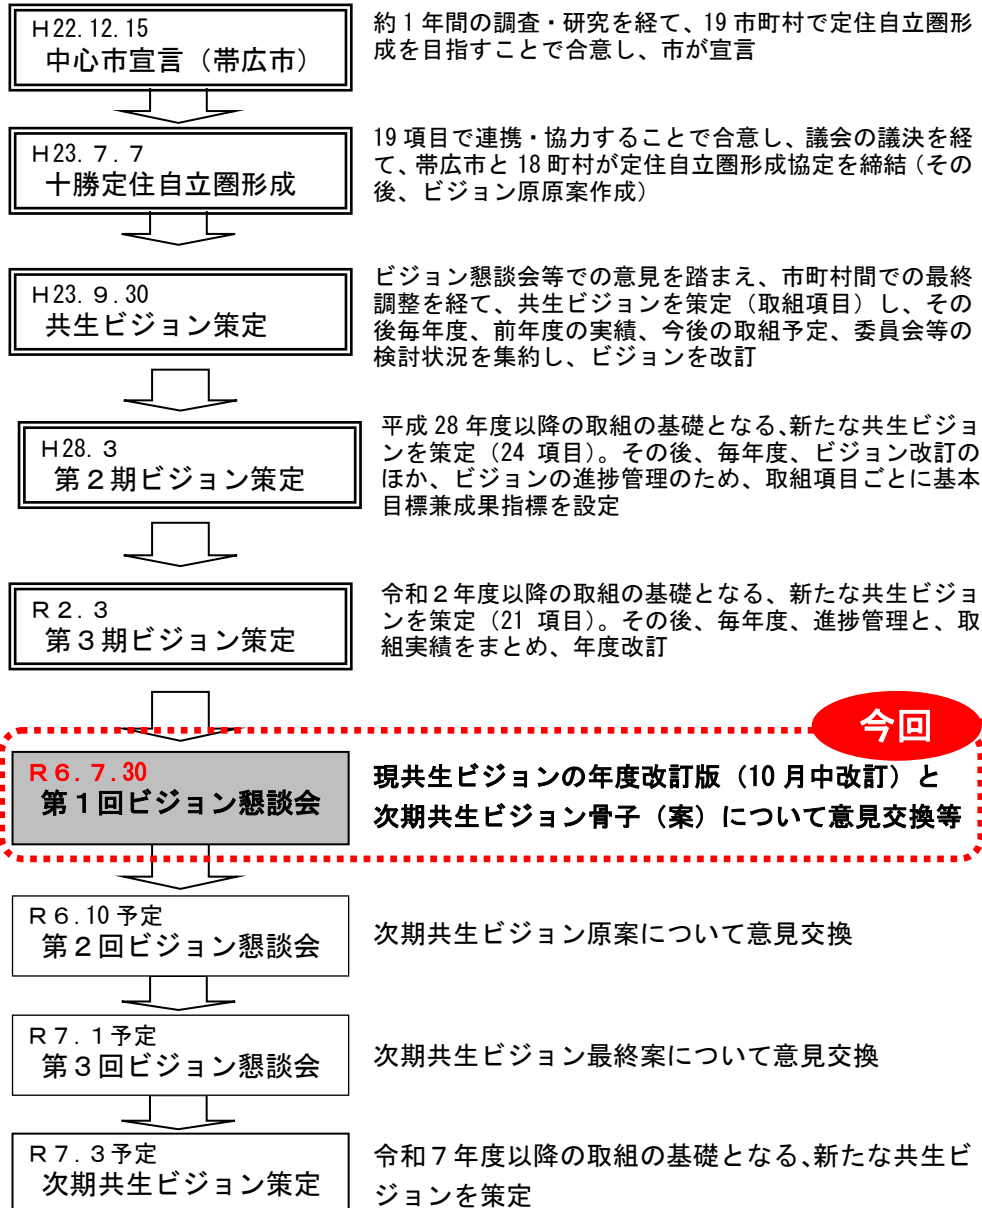 H22.12.15
中心市宣言（帯広市）
約１年間の調査・研究を経て、19 市町村で定住自立圏形
成を目指すことで合意し、市が宣言
H23.７.７
十勝定住自立圏形成
19 項目で連携・協力することで合意し、議会の議決を経
て、帯広市と 18 町村が定住自立圏形成協定を締結（その
後、ビジョン原原案作成）
H23.９.30
共生ビジョン策定
ビジョン懇談会等での意見を踏まえ、市町村間での最終
調整を経て、共生ビジョンを策定（取組項目）し、その
後毎年度、前年度の実績、今後の取組予定、委員会等の
検討状況を集約し、ビジョンを改訂
H28.３
第２期ビジョン策定
平成 28 年度以降の取組の基礎となる、新たな共生ビジョ
ンを策定（24 項目）。その後、毎年度、ビジョン改訂の
ほか、ビジョンの進捗管理のため、取組項目ごとに基本
目標兼成果指標を設定
Ｒ２.３
第３期ビジョン策定
令和２年度以降の取組の基礎となる、新たな共生ビジョ
ンを策定（21 項目）。その後、毎年度、進捗管理と、取
組実績をまとめ、年度改訂
今回
Ｒ６.７.30
第１回ビジョン懇談会
現共生ビジョンの年度改訂版（10 月中改訂）と
次期共生ビジョン骨子（案）について意見交換等
Ｒ６.10 予定
第２回ビジョン懇談会
次期共生ビジョン原案について意見交換
Ｒ７.１予定
第３回ビジョン懇談会
次期共生ビジョン最終案について意見交換
Ｒ７.３予定
次期共生ビジョン策定
令和７年度以降の取組の基礎となる、新たな共生ビ
ジョンを策定